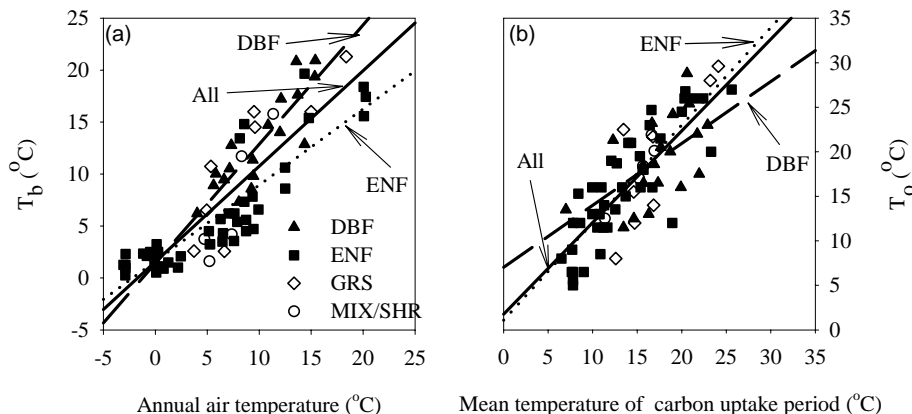 (a)
DBF
All
ENF
DBF
ENF
GRS
MIX/SHR
25
20
15
10
5
0
-5
-5 0 5 10 15 20 25
T_b (°C)
Annual air temperature (°C)
(b)
ENF
DBF
All
35
30
25
20
15
10
5
0
0 5 10 15 20 25 30 35
T_o (°C)
Mean temperature of carbon uptake period (°C)